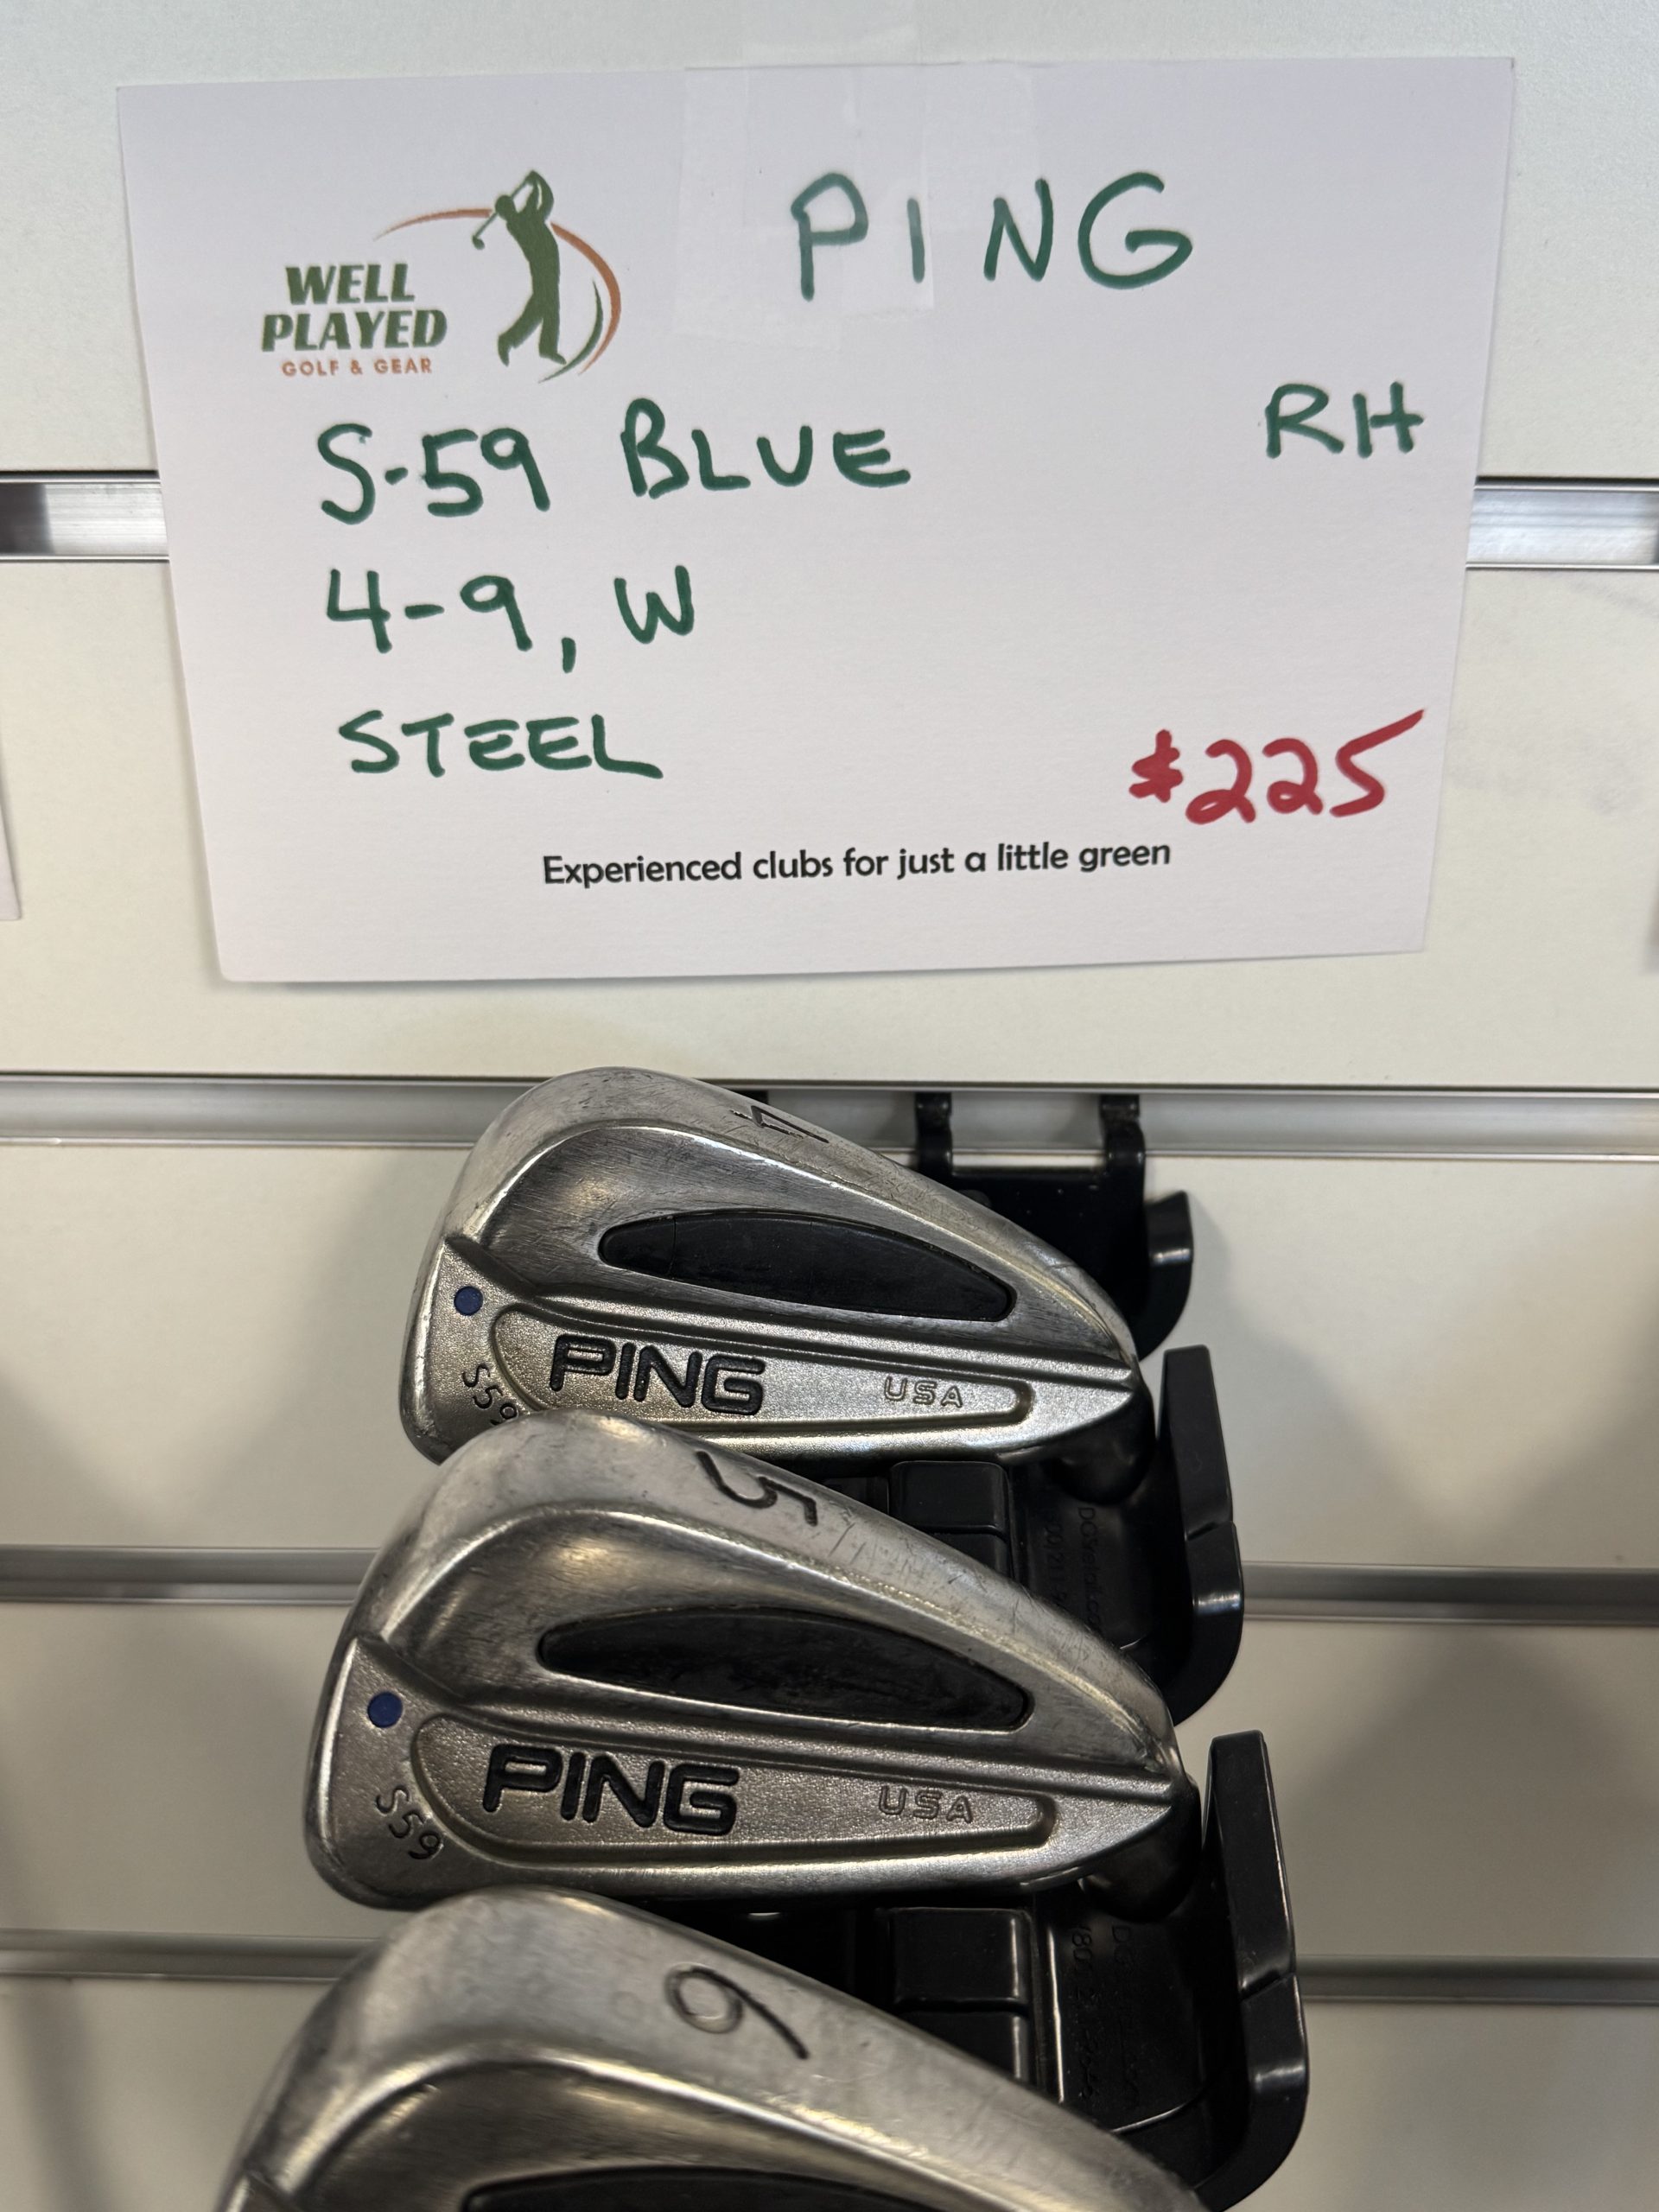 WELL
PLAYED
GOLF & GEAR
PING
S-59 BLUE
RH
4-9, W
STEEL
$225
Experienced clubs for just a little green
4
PING
USA
S59
5
PING
USA
S59
6